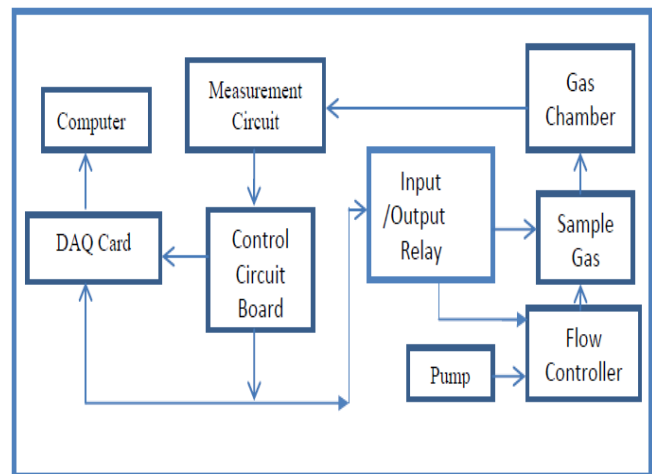 Measurement
Circuit
Gas
Chamber
Computer
Input
/Output
Relay
Sample
Gas
DAQ Card
Control
Circuit
Board
Flow
Controller
Pump